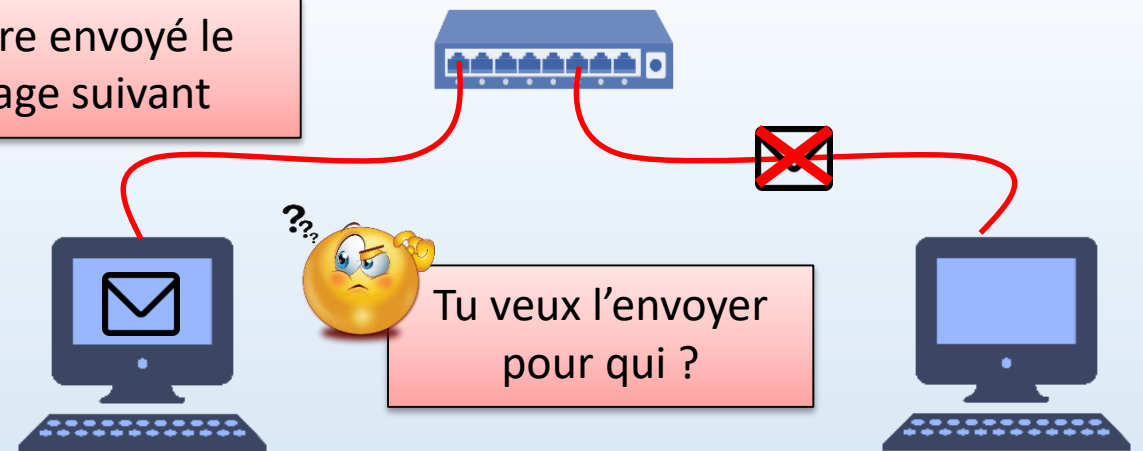 re envoyé le
age suivant
???
Tu veux l’envoyer
pour qui ?